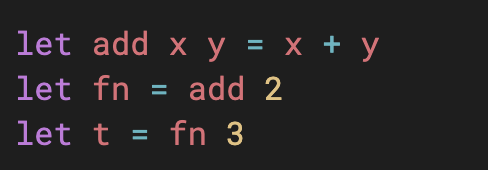 let add x y = x + y
let fn = add 2
let t = fn 3